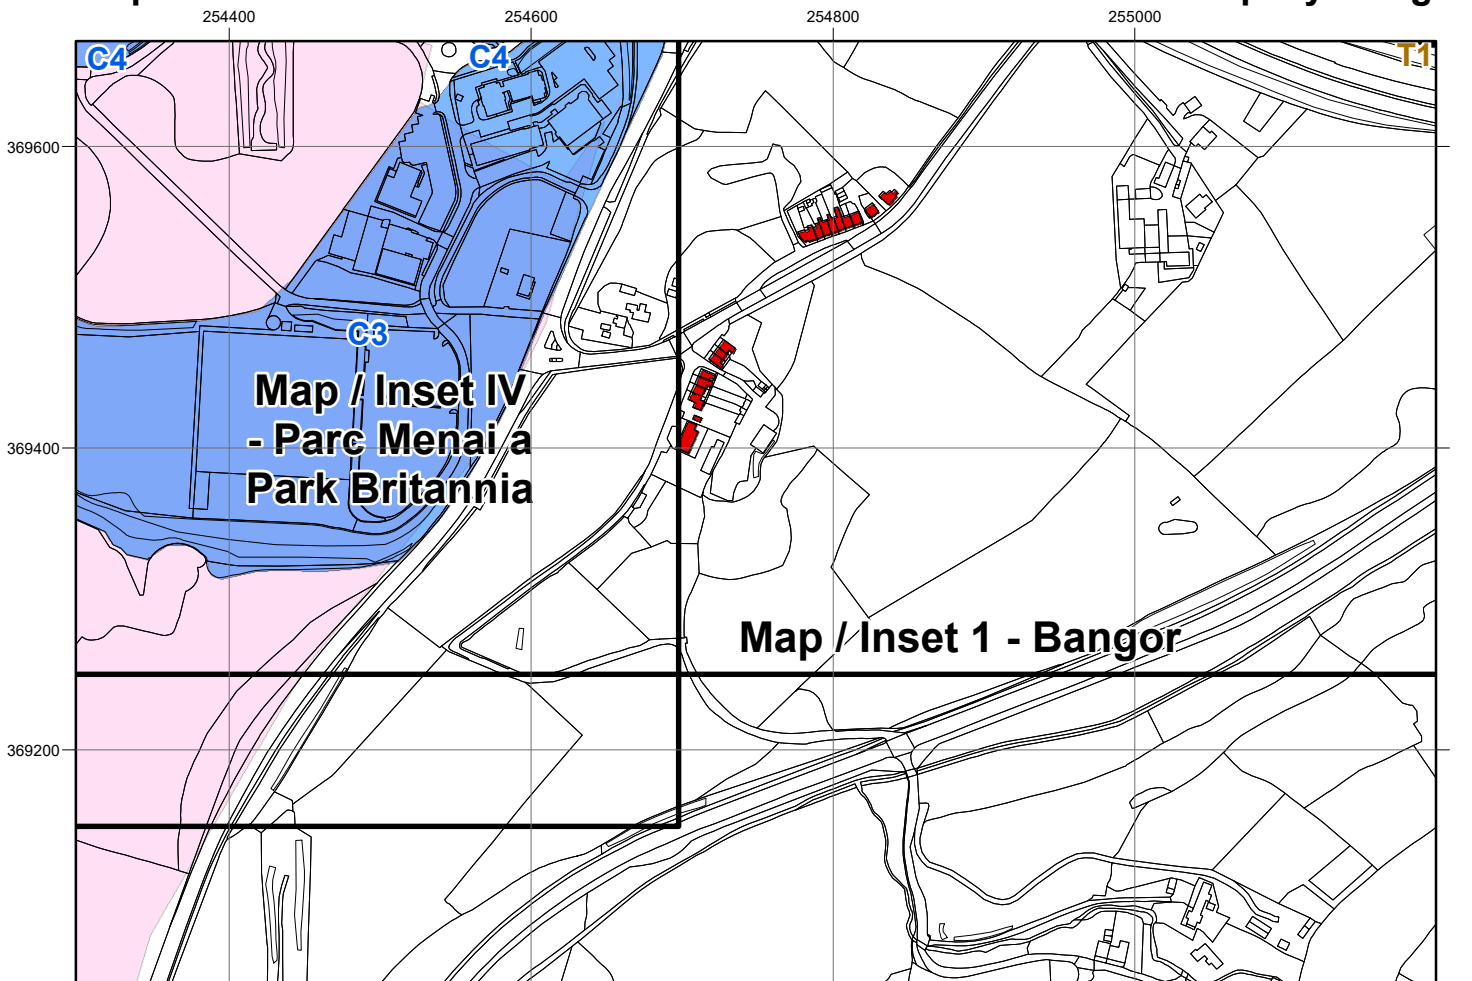 254400 254600 254800 255000
C4 C4 T1
369600
C3
Map / Inset IV
- Parc Menai a
Park Britannia
369400
Map / Inset 1 - Bangor
369200